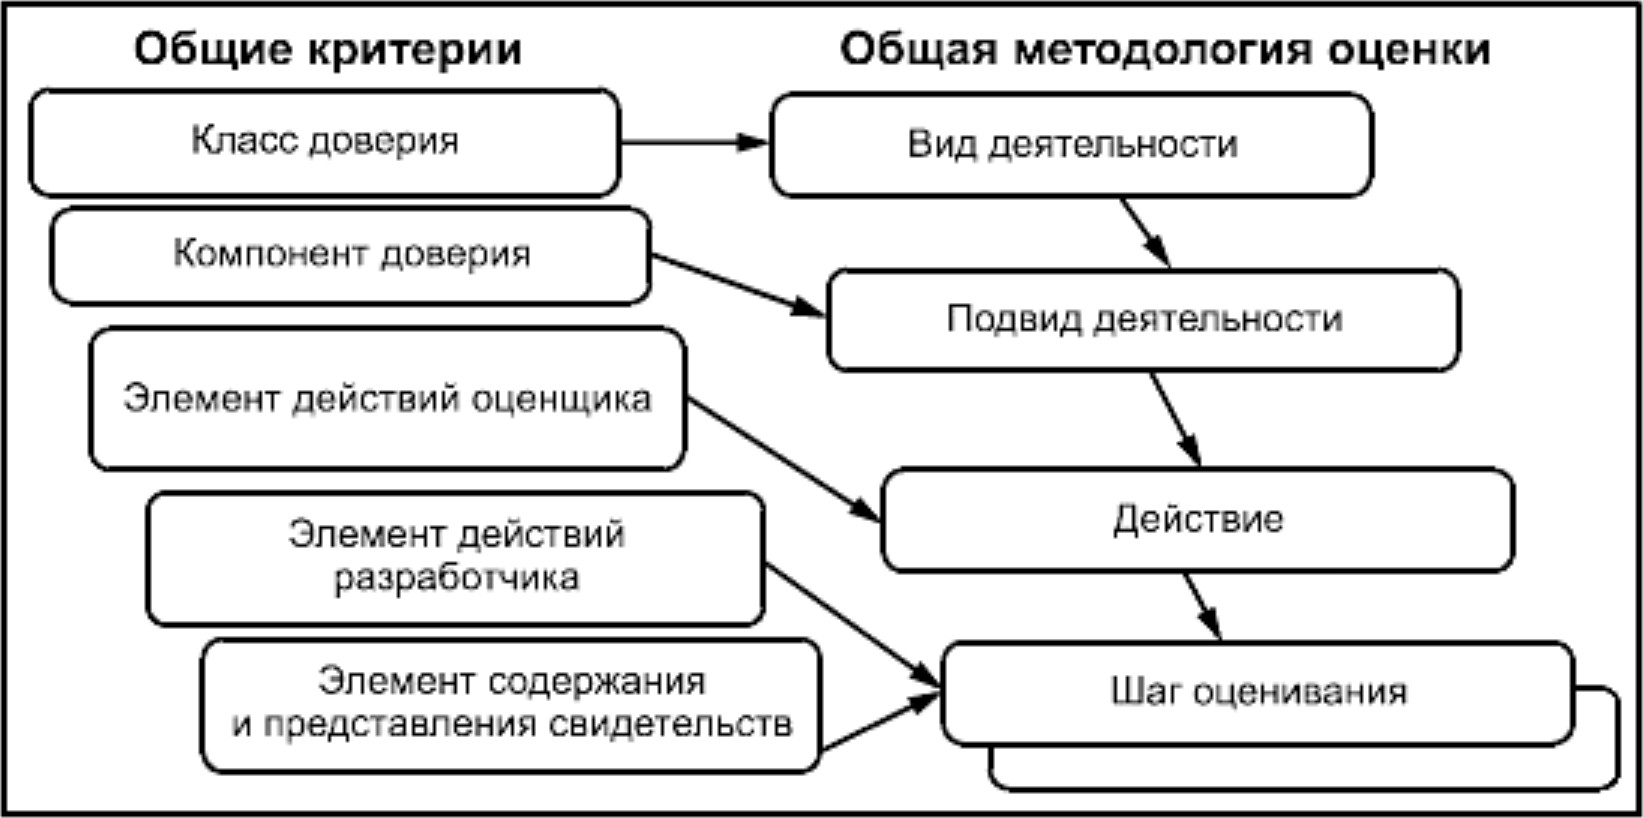 Общие критерии
Общая методология оценки
Класс доверия
Вид деятельности
Компонент доверия
Подвид деятельности
Элемент действий оценщика
Действие
Элемент действий
разработчика
Элемент содержания
и представления свидетельств
Шаг оценивания